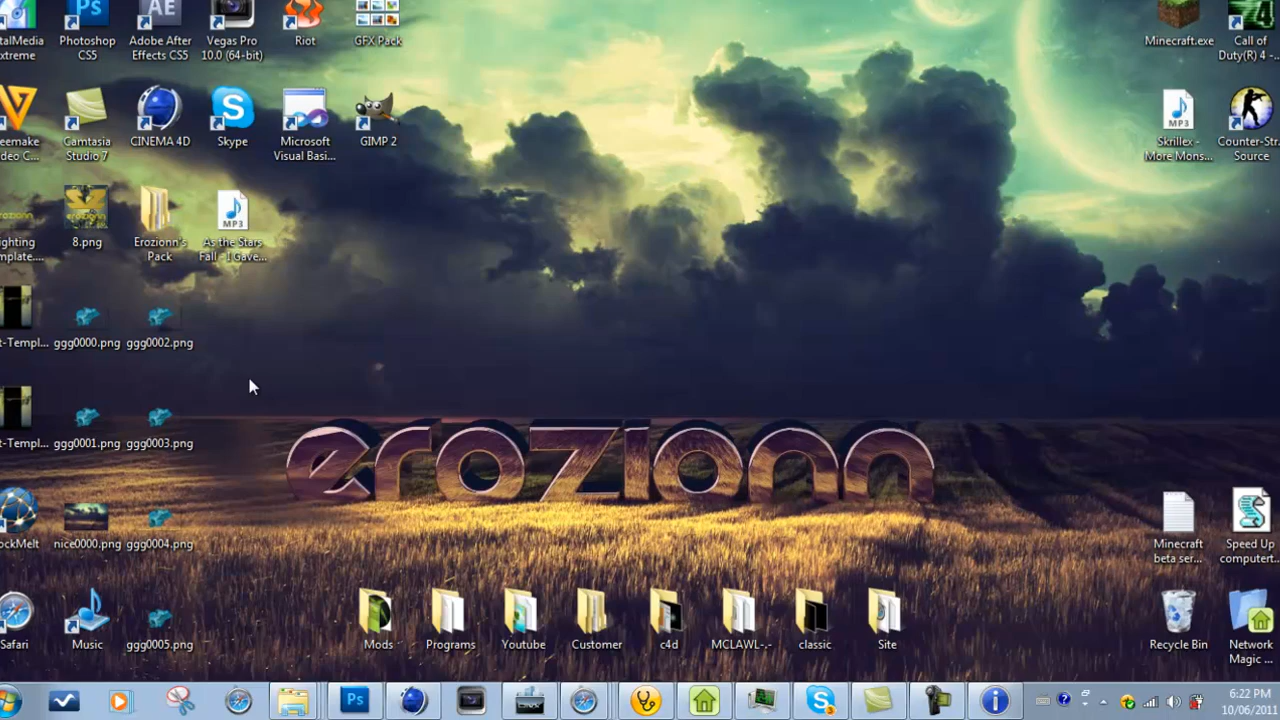 talMedia
xtreme
Photoshop
CS5
Adobe After
Effects CS5
Vegas Pro
10.0 (64-bit)
Riot
GFX Pack
Minecraft.exe
Call of
Duty(R) 4 -...
eemake
deo C...
Camtasia
Studio 7
CINEMA 4D
Skype
Microsoft
Visual Basi...
GIMP 2
Skrillex -
More Mons...
Counter-Str...
Source
ighting
mplate....
8.png
Erozionn's
Pack
As the Stars
Fall - I Gave...
MP3
MP3
t-Templ...
ggg0000.png
ggg0002.png
t-Templ...
ggg0001.png
ggg0003.png
erozionn
ockMelt
nice0000.png
ggg0004.png
Minecraft
beta ser...
Speed Up
computert...
Safari
Music
ggg0005.png
Mods
Programs
Youtube
Customer
c4d
MCLAWL-.-
classic
Site
Recycle Bin
Network
Magic ...
Ps
6:22 PM
10/06/2011